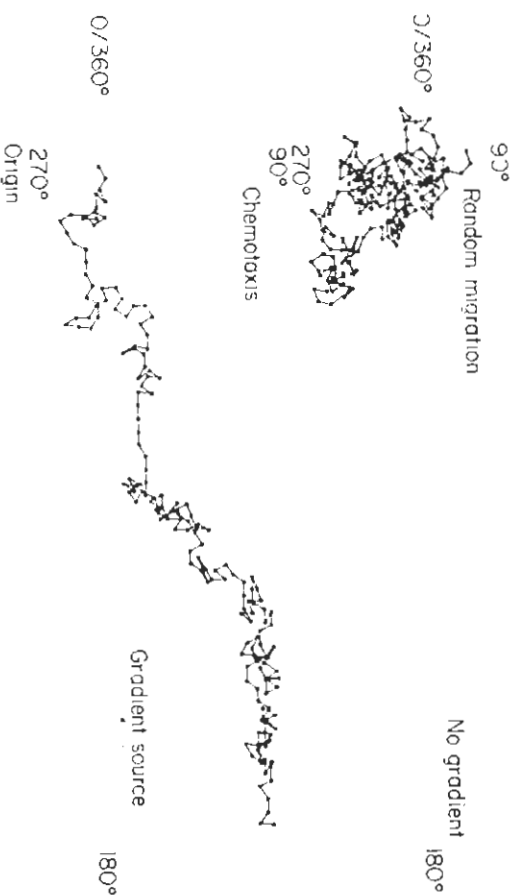 90°
Random migration
0/360°
No gradient
180°
270°
90°
Chemotaxis
0/360°
Gradient source
180°
270°
Origin